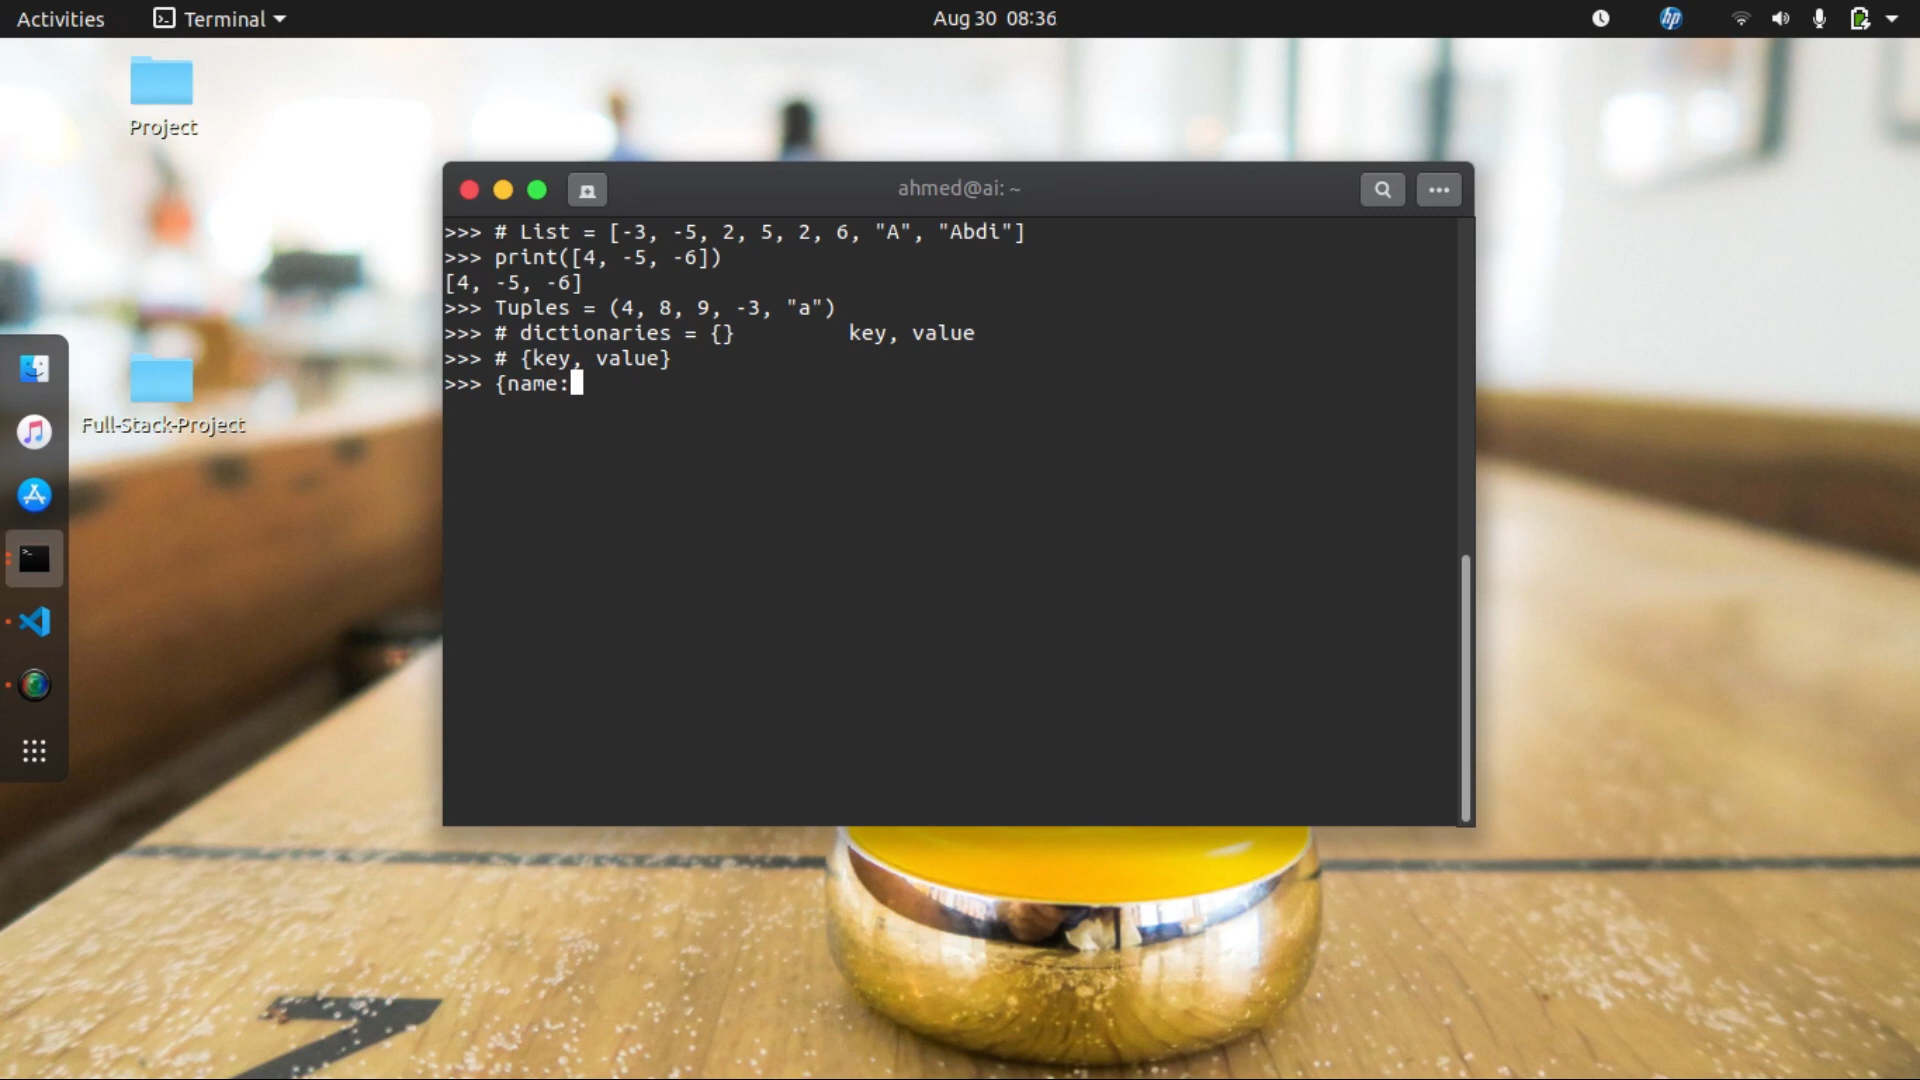 Activities
Terminal
Aug 30 08:36
hp
Project
Full-Stack-Project
ahmed@ai: ~
>>> # List = [-3, -5, 2, 5, 2, 6, "A", "Abdi"]
>>> print([4, -5, -6])
[4, -5, -6]
>>> Tuples = (4, 8, 9, -3, "a")
>>> # dictionaries = {}         key, value
>>> # {key, value}
>>> {name: